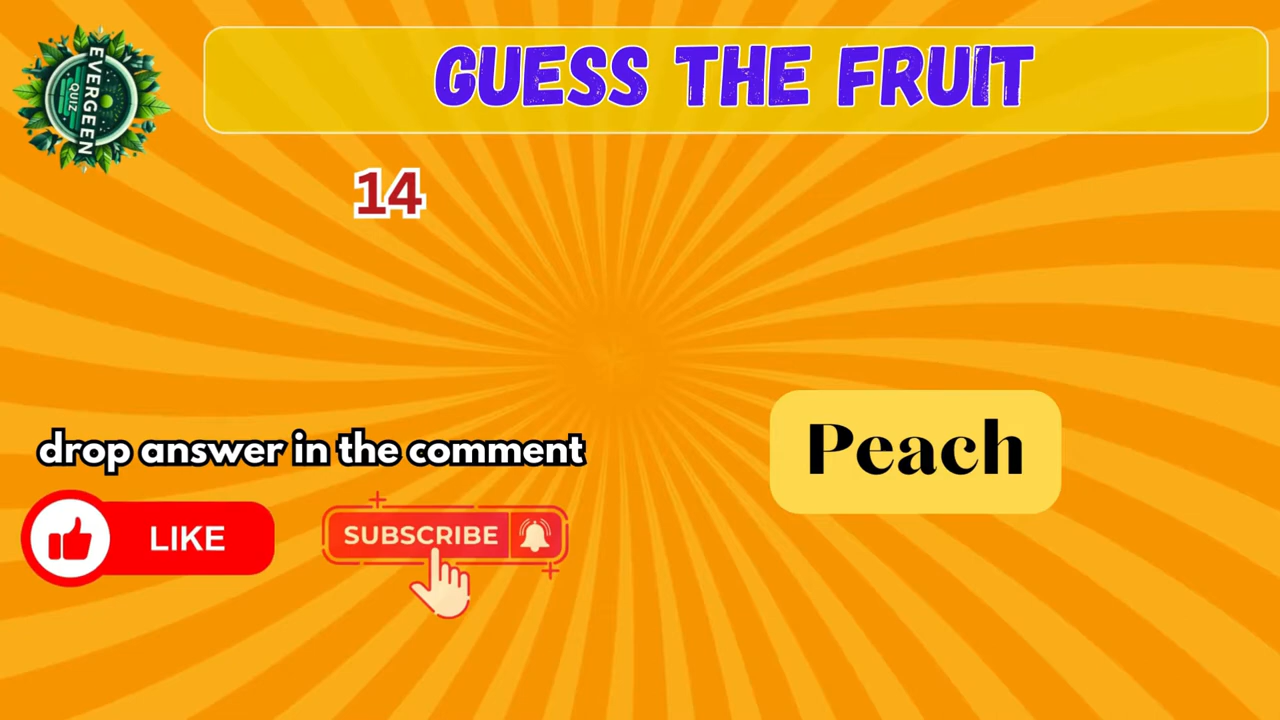 EVERGEEN
QUIZ
GUESS THE FRUIT
14
drop answer in the comment
Peach
LIKE
SUBSCRIBE